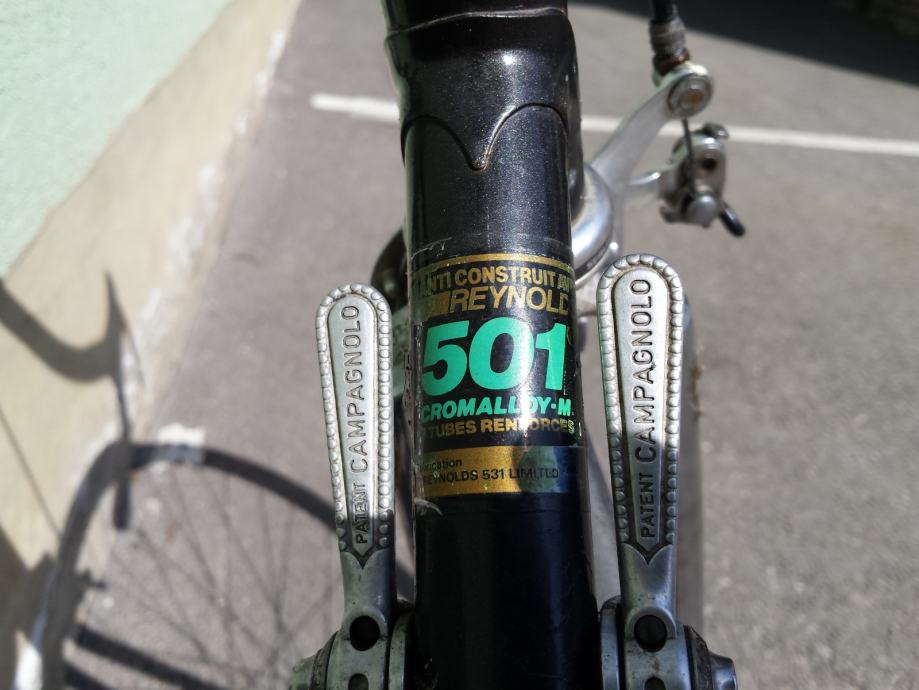 CONSTRUIT
REYNOLD
501
CROMALLOY-M
TUBES RENFORCES
REYNOLDS 531 LIMITED
PATENT CAMPAGNOLO
PATENT CAMPAGNOLO